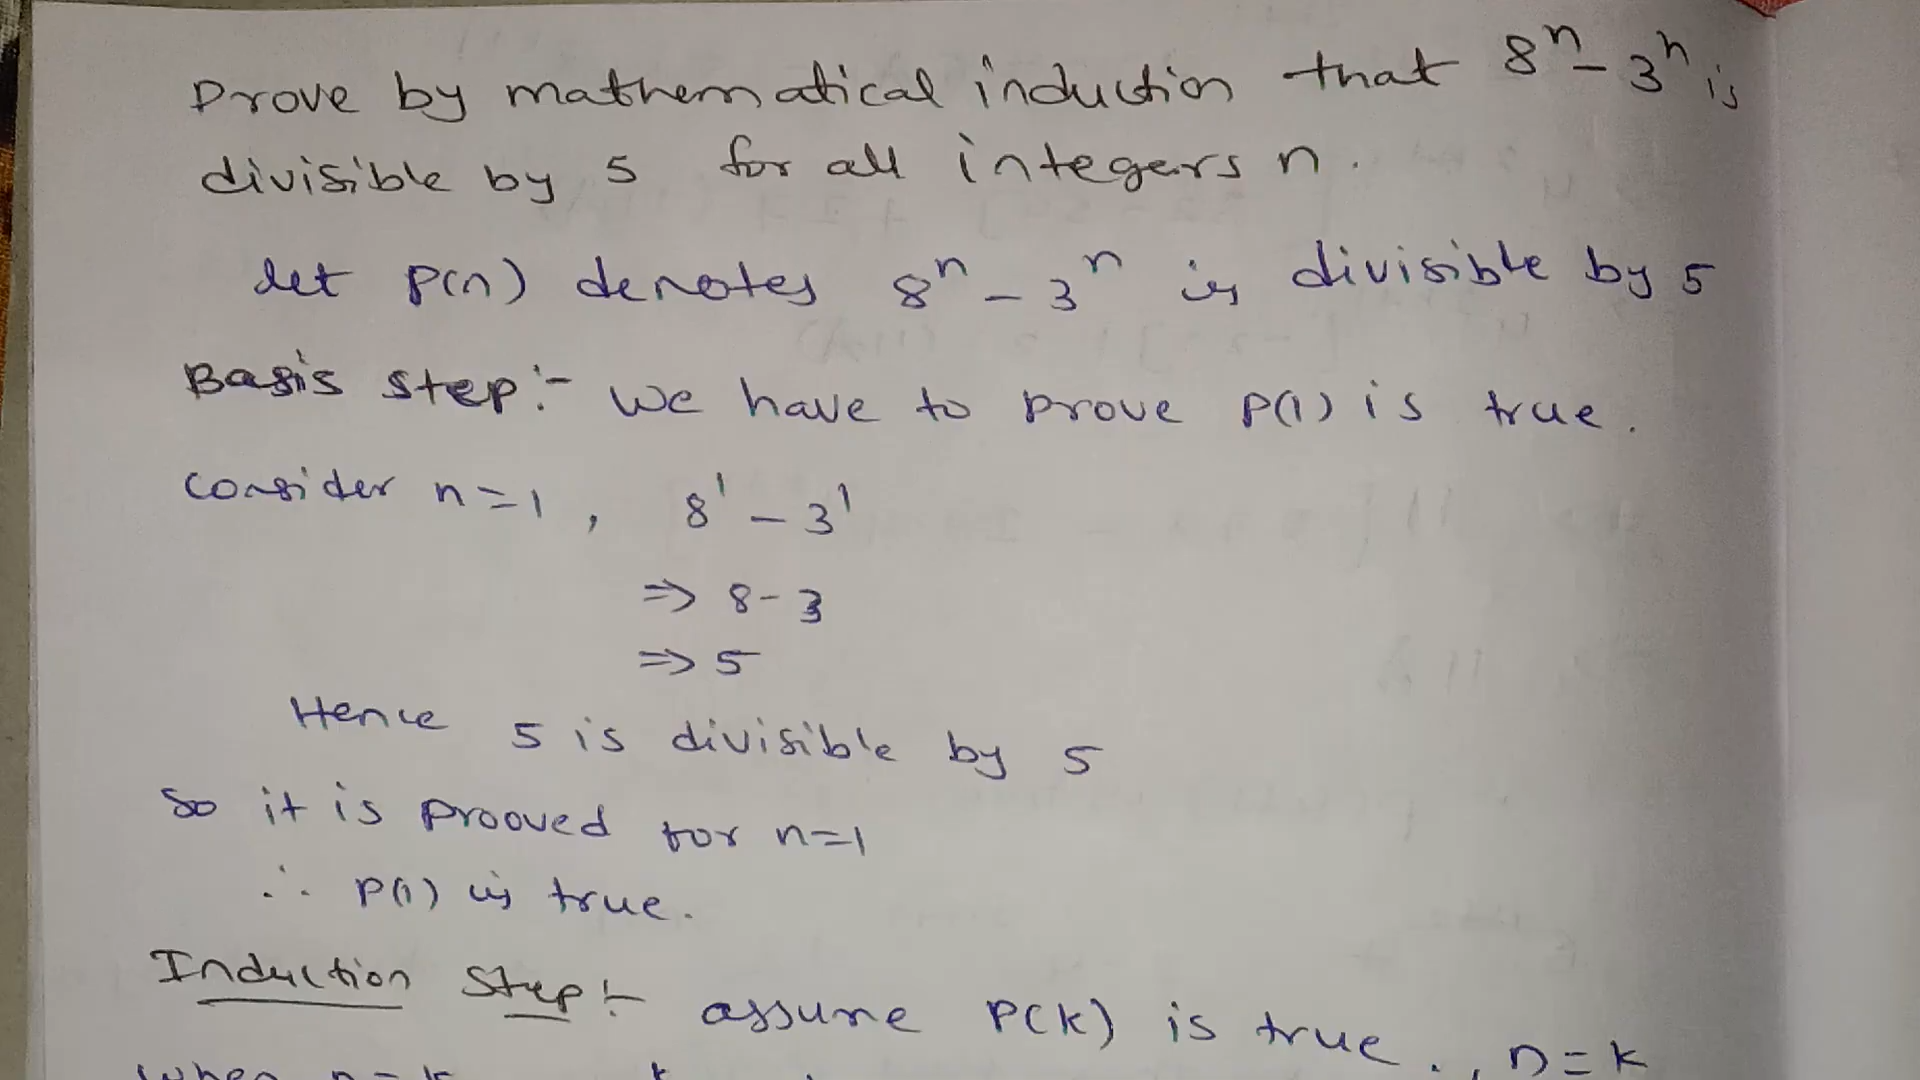 Prove by mathematical induction that 8ⁿ - 3ⁿ is
divisible by 5 for all integers n.
Let P(n) denotes 8ⁿ - 3ⁿ is divisible by 5
Basis step:- We have to prove P(1) is true.
Consider n=1, 8¹ - 3¹
=> 8-3
=> 5
Hence 5 is divisible by 5
So it is prooved for n=1
∴ P(1) is true.
Induction Step:- assume P(k) is true., n=k
When n=k